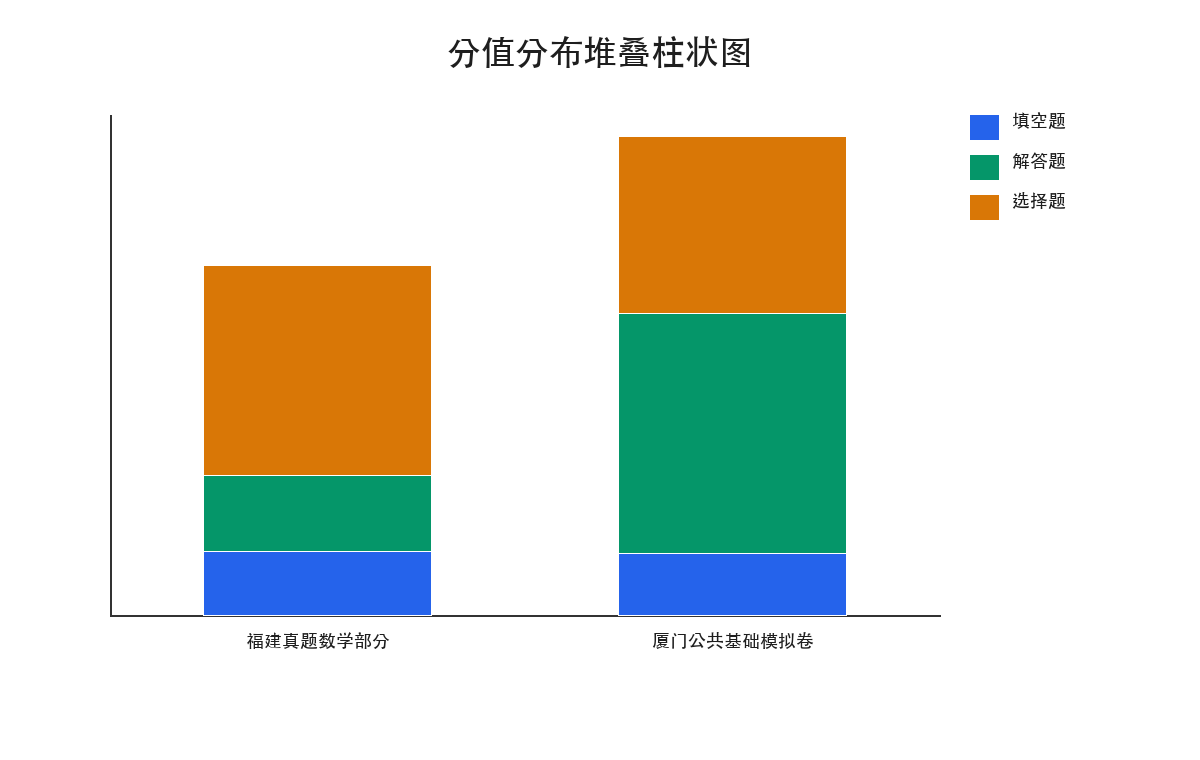 分值分布堆叠柱状图
填空题
解答题
选择题
福建真题数学部分
厦门公共基础模拟卷